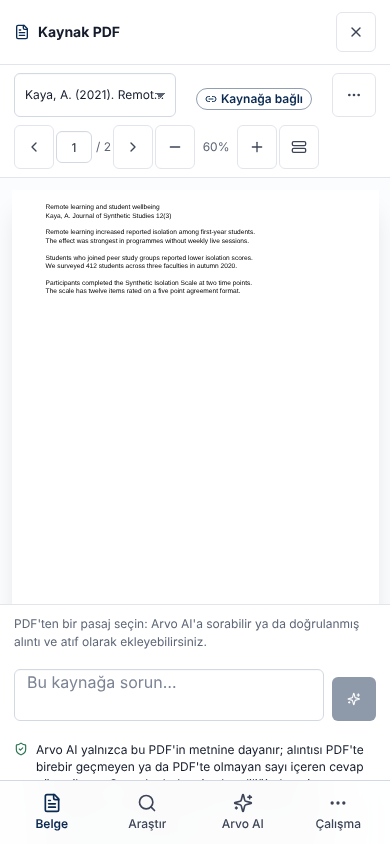 Kaynak PDF
Kaya, A. (2021). Remot...
Kaynağa bağlı
1 / 2
60%
Remote learning and student wellbeing
Kaya, A. Journal of Synthetic Studies 12(3)
Remote learning increased reported isolation among first-year students.
The effect was strongest in programmes without weekly live sessions.
Students who joined peer study groups reported lower isolation scores.
We surveyed 412 students across three faculties in autumn 2020.
Participants completed the Synthetic Isolation Scale at two time points.
The scale has twelve items rated on a five point agreement format.
PDF'ten bir pasaj seçin: Arvo AI'a sorabilir ya da doğrulanmış
alıntı ve atıf olarak ekleyebilirsiniz.
Bu kaynağa sorun...
Arvo AI yalnızca bu PDF'in metnine dayanır; alıntısı PDF'te
birebir geçmeyen ya da PDF'te olmayan sayı içeren cevap
Belge
Araştır
Arvo AI
Çalışma